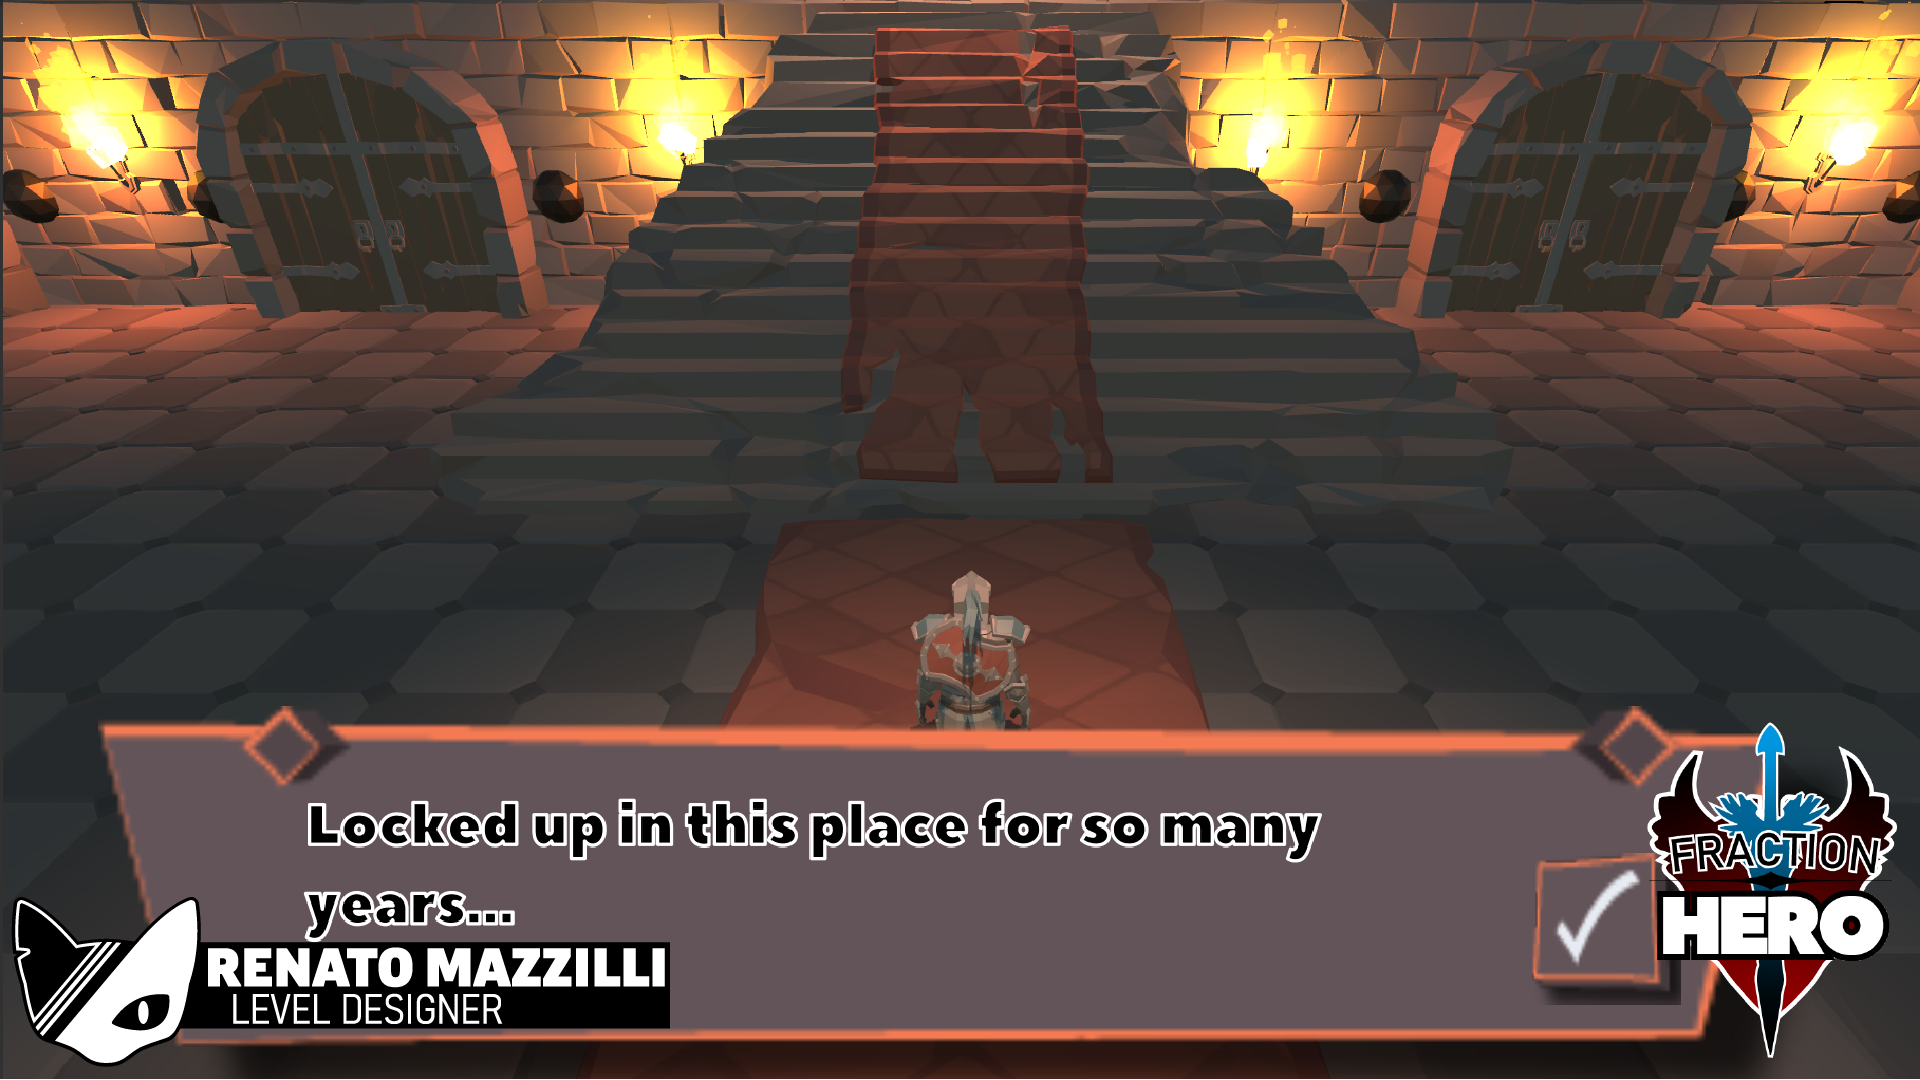 Locked up in this place for so many
years...
FRACTION
HERO
RENATO MAZZILLI
LEVEL DESIGNER